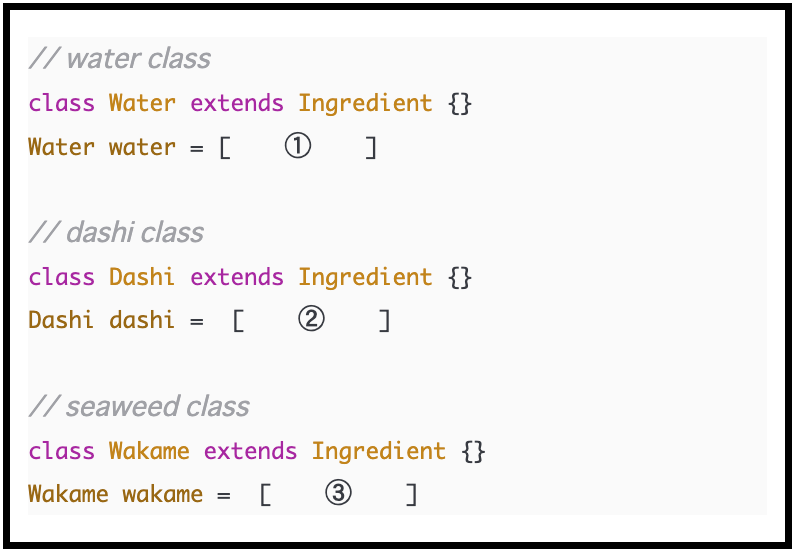 // water class
class Water extends Ingredient {}
Water water = [ ① ]
// dashi class
class Dashi extends Ingredient {}
Dashi dashi = [ ② ]
// seaweed class
class Wakame extends Ingredient {}
Wakame wakame = [ ③ ]